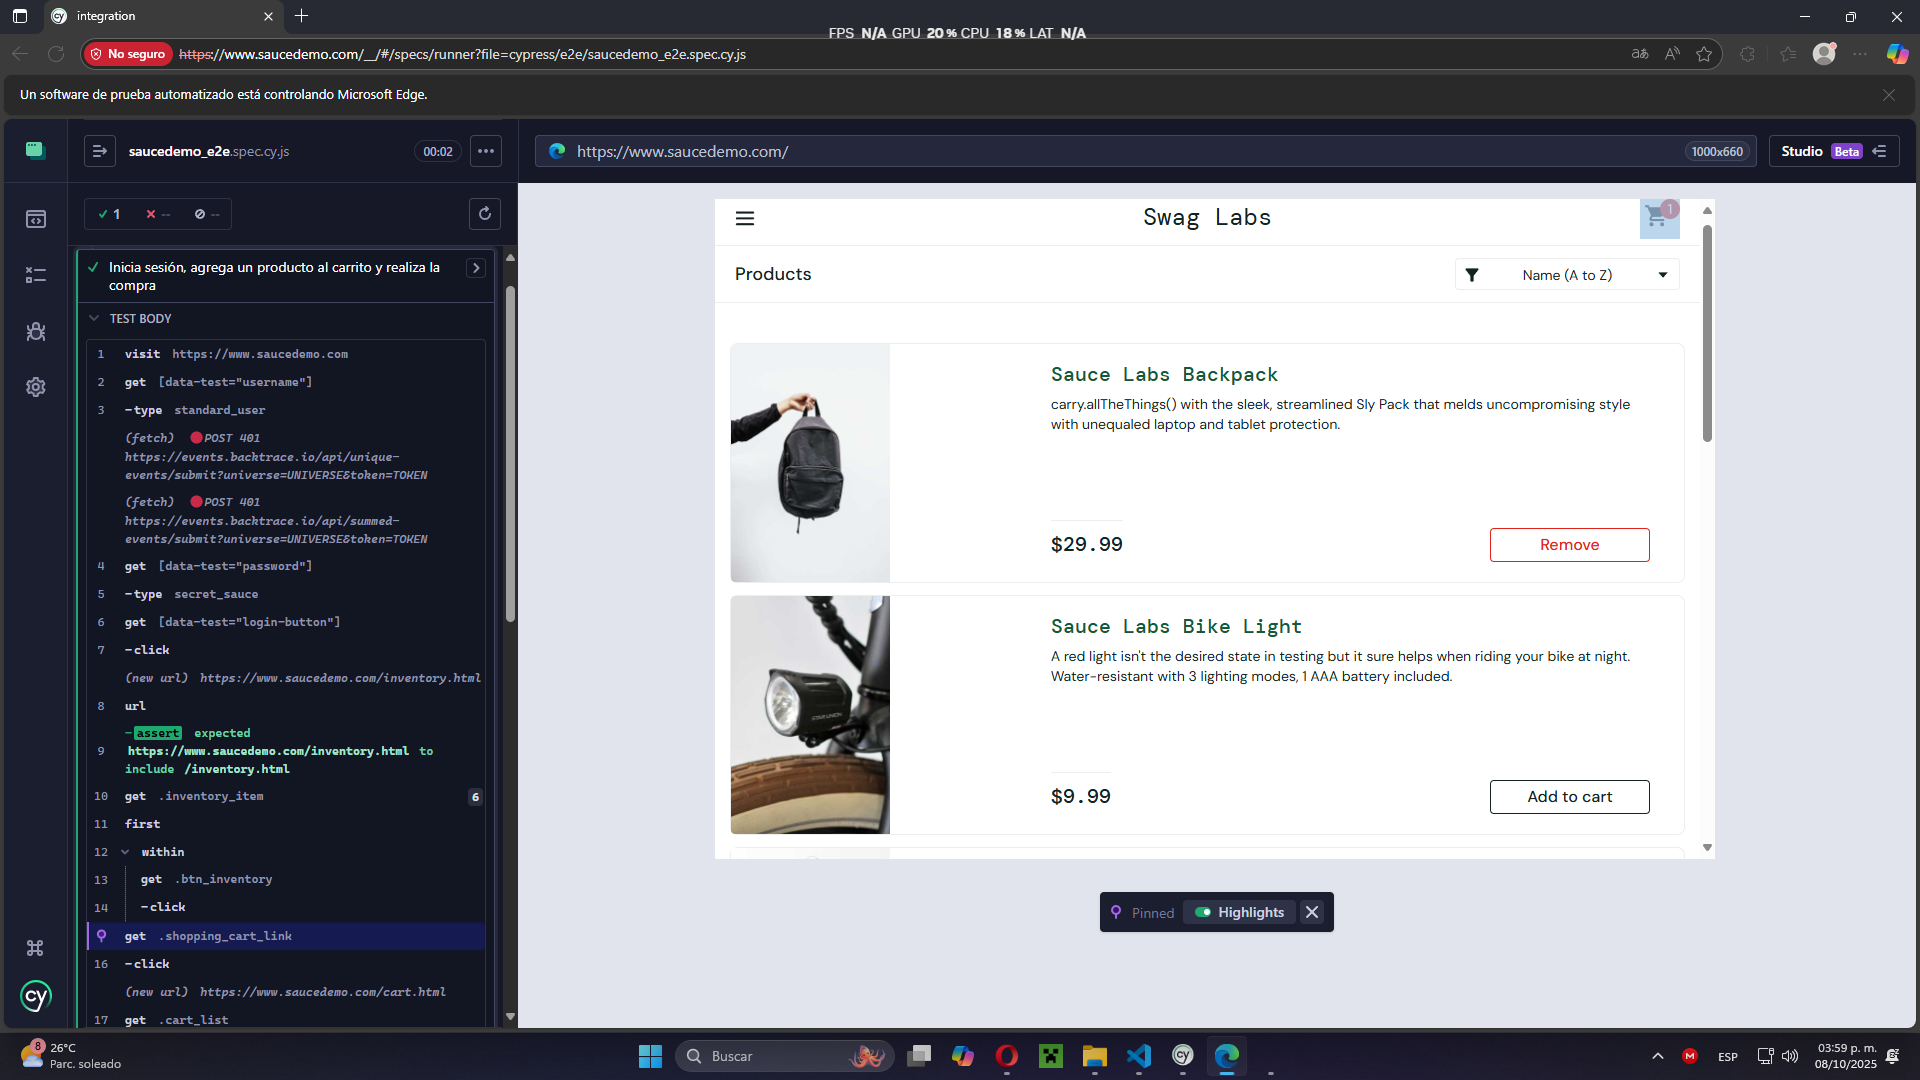 integration
FPS N/A GPU 20 % CPU 18 % LAT N/A
No seguro https://www.saucedemo.com/__/#/specs/runner?file=cypress/e2e/saucedemo_e2e.spec.cy.js
Un software de prueba automatizado está controlando Microsoft Edge.
saucedemo_e2e.spec.cy.js 00:02
https://www.saucedemo.com/ 1000x660
Studio Beta
1 -- --
Inicia sesión, agrega un producto al carrito y realiza la
compra
TEST BODY
1 visit https://www.saucedemo.com
2 get [data-test="username"]
3 -type standard_user
(fetch) POST 401
https://events.backtrace.io/api/unique-
events/submit?universe=UNIVERSE&token=TOKEN
(fetch) POST 401
https://events.backtrace.io/api/summed-
events/submit?universe=UNIVERSE&token=TOKEN
4 get [data-test="password"]
5 -type secret_sauce
6 get [data-test="login-button"]
7 -click
(new url) https://www.saucedemo.com/inventory.html
8 url
-assert expected
9 https://www.saucedemo.com/inventory.html to
include /inventory.html
10 get .inventory_item 6
11 first
12 within
13 get .btn_inventory
14 -click
get .shopping_cart_link
16 -click
(new url) https://www.saucedemo.com/cart.html
17 get .cart_list
cy
Swag Labs
1
Products
Name (A to Z)
Sauce Labs Backpack
carry.allTheThings() with the sleek, streamlined Sly Pack that melds uncompromising style
with unequaled laptop and tablet protection.
$29.99
Remove
Sauce Labs Bike Light
A red light isn't the desired state in testing but it sure helps when riding your bike at night.
Water-resistant with 3 lighting modes, 1 AAA battery included.
$9.99
Add to cart
Pinned Highlights
8
26°C
Parc. soleado
Buscar
ESP
03:59 p. m.
08/10/2025